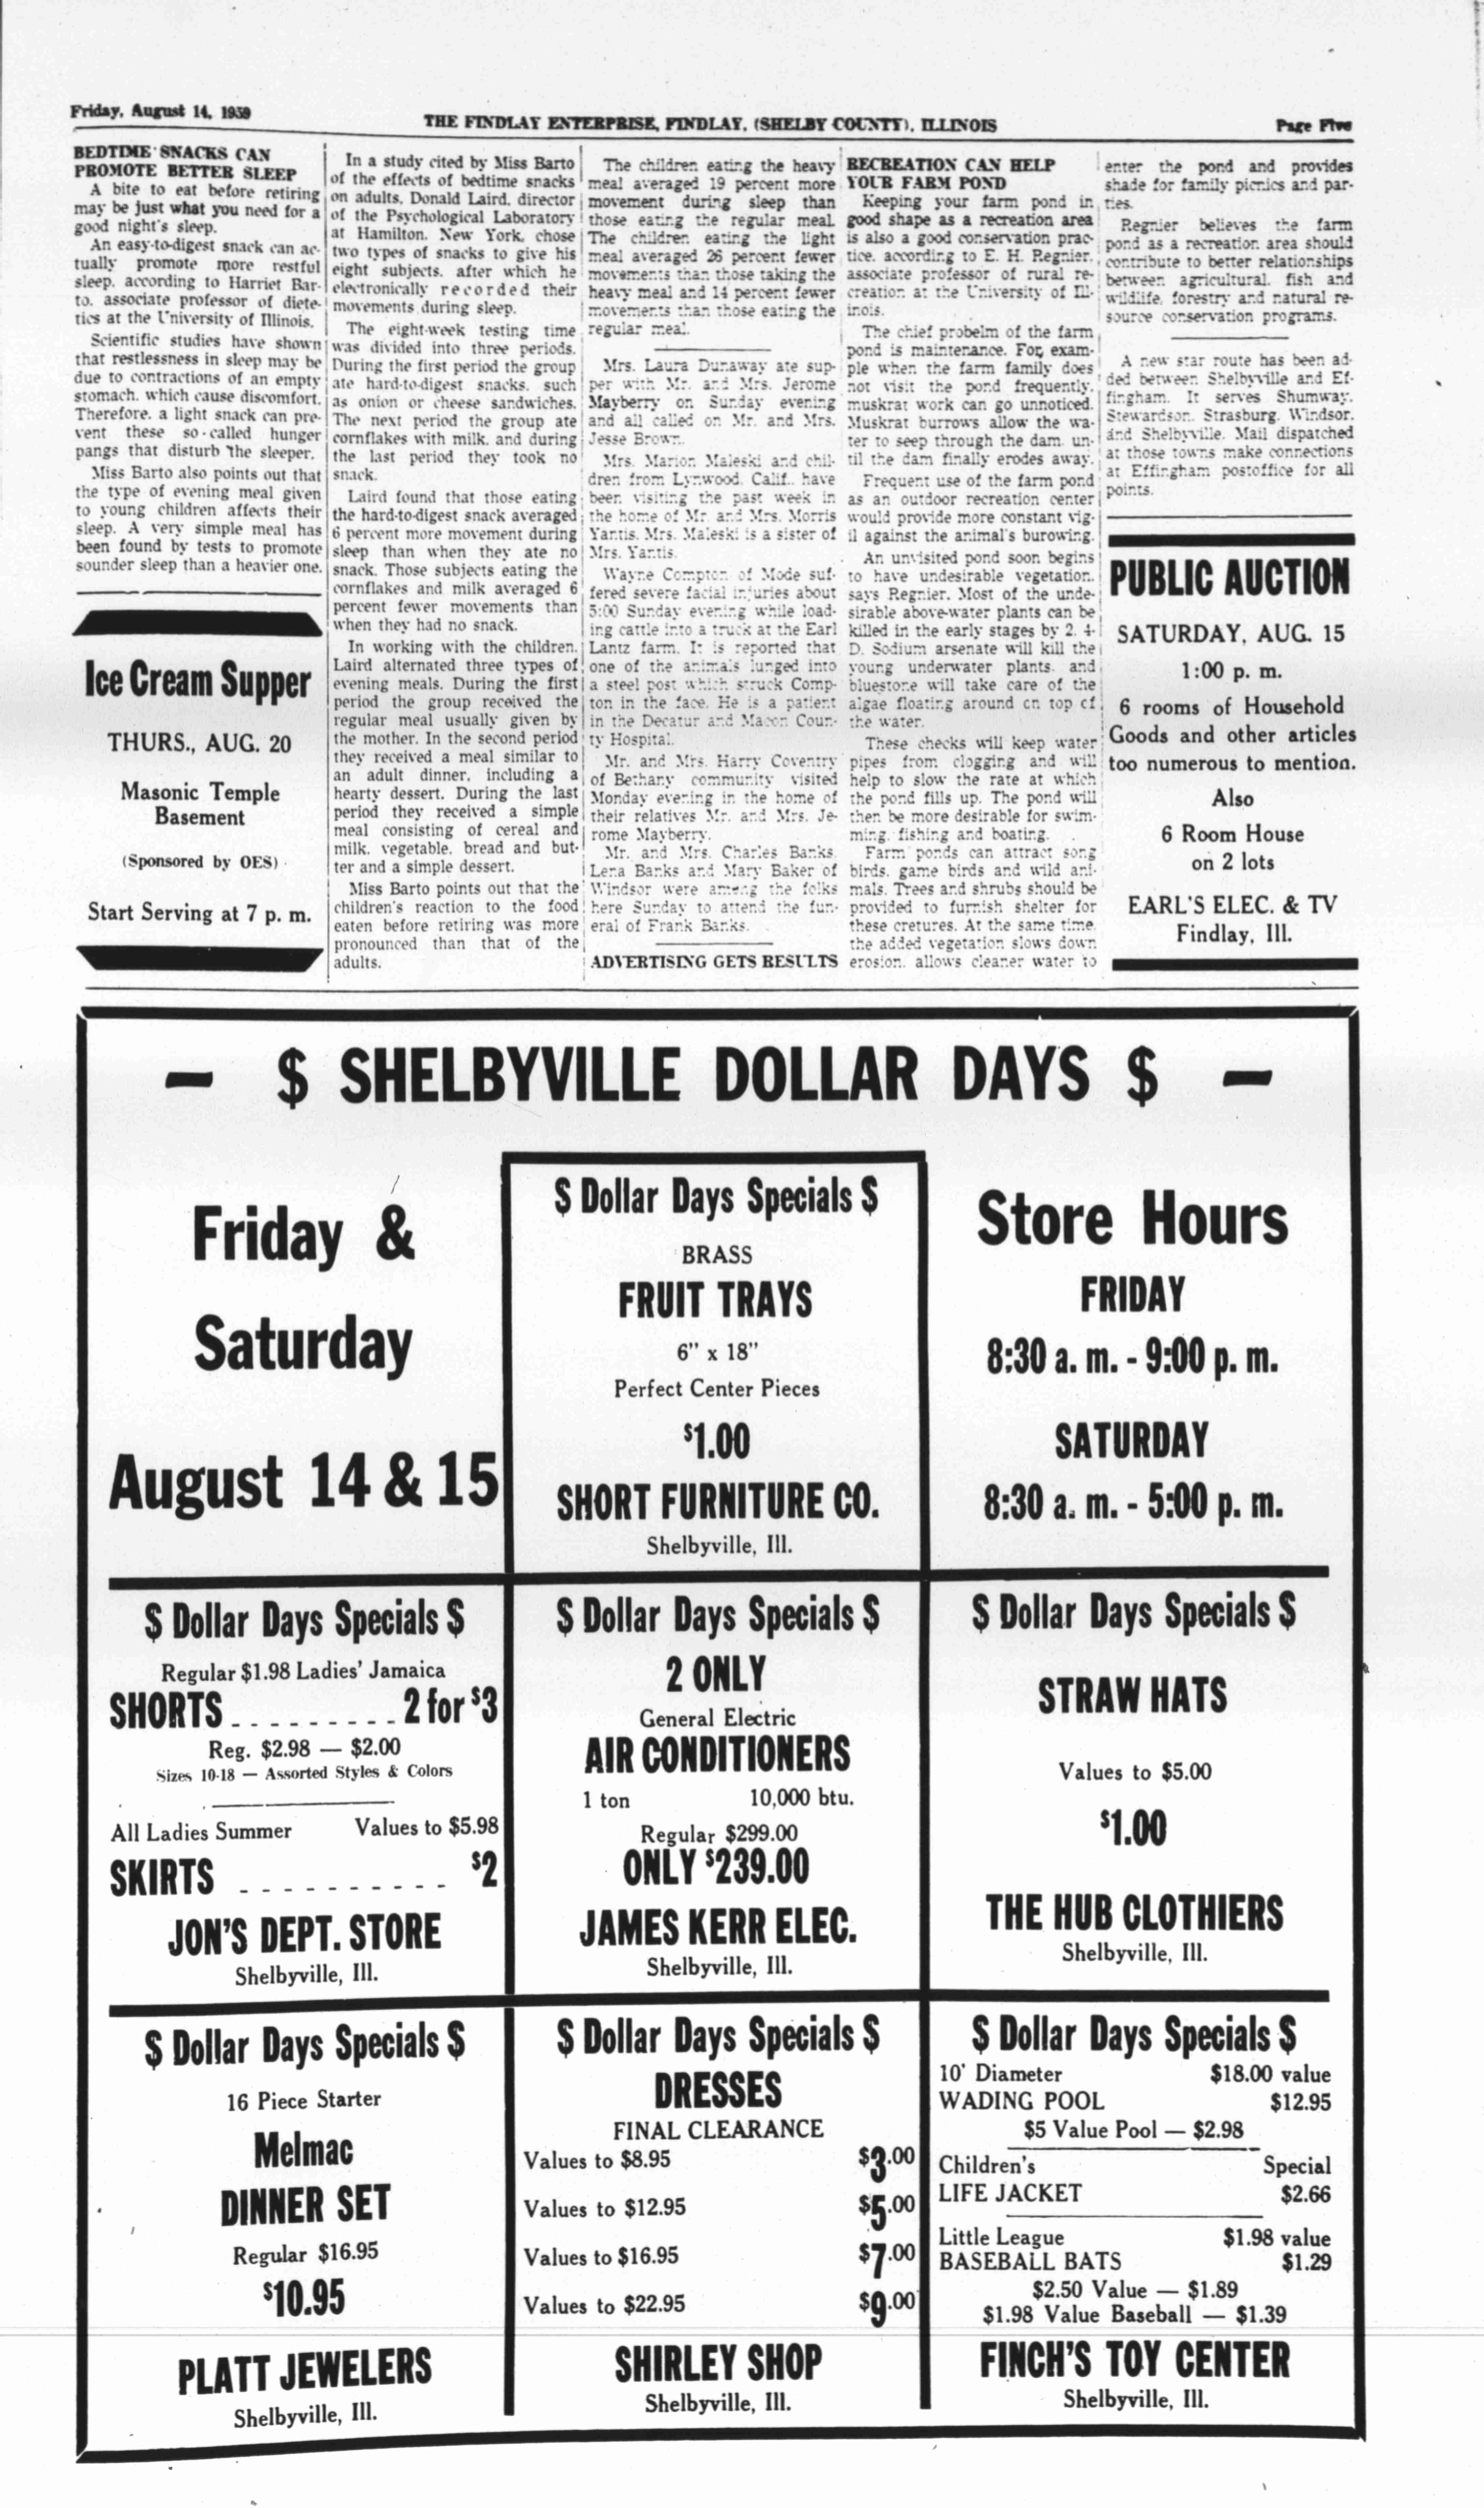 Friday, August 14, 1959
THE FINDLAY ENTERPRISE, FINDLAY, (SHELBY COUNTY), ILLINOIS
Page Five
BEDTIME SNACKS CAN
PROMOTE BETTER SLEEP
A bite to eat before retiring
may be just what you need for a
good night's sleep.
An easy-to-digest snack can ac-
tually promote more restful
sleep, according to Harriet Bar-
to, associate professor of diete-
tics at the University of Illinois.
Scientific studies have shown
that restlessness in sleep may be
due to contractions of an empty
stomach, which cause discomfort.
Therefore, a light snack can pre-
vent these so-called hunger
pangs that disturb the sleeper.
Miss Barto also points out that
the type of evening meal given
to young children affects their
sleep. A very simple meal has
been found by tests to promote
sounder sleep than a heavier one.
Ice Cream Supper
THURS., AUG. 20
Masonic Temple
Basement
(Sponsored by OES)
Start Serving at 7 p. m.
In a study cited by Miss Barto
of the effects of bedtime snacks
on adults, Donald Laird, director
of the Psychological Laboratory
at Hamilton, New York, chose
two types of snacks to give his
eight subjects, after which he
electronically recorded their
movements during sleep.
The eight-week testing time
was divided into three periods.
During the first period the group
ate hard-to-digest snacks, such
as onion or cheese sandwiches.
The next period the group ate
cornflakes with milk, and during
the last period they took no
snack.
Laird found that those eating
the hard-to-digest snack averaged
6 percent more movement during
sleep than when they ate no
snack. Those subjects eating the
cornflakes and milk averaged 6
percent fewer movements than
when they had no snack.
In working with the children,
Laird alternated three types of
evening meals. During the first
period the group received the
regular meal usually given by
the mother. In the second period
they received a meal similar to
an adult dinner, including a
hearty dessert. During the last
period they received a simple
meal consisting of cereal and
milk, vegetable, bread and but-
ter and a simple dessert.
Miss Barto points out that the
children's reaction to the food
eaten before retiring was more
pronounced than that of the
adults.
The children eating the heavy
meal averaged 19 percent more
movement during sleep than
those eating the regular meal.
The children eating the light
meal averaged 26 percent fewer
movements than those taking the
heavy meal and 14 percent fewer
movements than those eating the
regular meal.
Mrs. Laura Dunaway ate sup-
per with Mr. and Mrs. Jerome
Mayberry on Sunday evening
and all called on Mr. and Mrs.
Jesse Brown.
Mrs. Marion Maleski and chil-
dren from Lynwood, Calif., have
been visiting the past week in
the home of Mr. and Mrs. Morris
Yantis. Mrs. Maleski is a sister of
Mrs. Yantis.
Wayne Compton of Mode suf-
fered severe facial injuries about
5:00 Sunday evening while load-
ing cattle into a truck at the Earl
Lantz farm. It is reported that
one of the animals lunged into
a steel post which struck Comp-
ton in the face. He is a patient
in the Decatur and Macon Coun-
ty Hospital.
Mr. and Mrs. Harry Coventry
of Bethany community visited
Monday evening in the home of
their relatives Mr. and Mrs. Je-
rome Mayberry.
Mr. and Mrs. Charles Banks,
Lena Banks and Mary Baker of
Windsor were among the folks
here Sunday to attend the fun-
eral of Frank Banks.
ADVERTISING GETS RESULTS
RECREATION CAN HELP
YOUR FARM POND
Keeping your farm pond in
good shape as a recreation area
is also a good conservation prac-
tice, according to E. H. Regnier,
associate professor of rural re-
creation at the University of Ill-
inois.
The chief probelm of the farm
pond is maintenance. For exam-
ple when the farm family does
not visit the pond frequently,
muskrat work can go unnoticed.
Muskrat burrows allow the wa-
ter to seep through the dam un-
til the dam finally erodes away.
Frequent use of the farm pond
as an outdoor recreation center
would provide more constant vig-
il against the animal's burowing.
An unvisited pond soon begins
to have undesirable vegetation,
says Regnier. Most of the unde-
sirable above-water plants can be
killed in the early stages by 2, 4-
D. Sodium arsenate will kill the
young underwater plants, and
bluestone will take care of the
algae floating around on top of
the water.
These checks will keep water
pipes from clogging and will
help to slow the rate at which
the pond fills up. The pond will
then be more desirable for swim-
ming, fishing and boating.
Farm ponds can attract song
birds, game birds and wild ani-
mals. Trees and shrubs should be
provided to furnish shelter for
these cretures. At the same time,
the added vegetation slows down
erosion, allows cleaner water to
enter the pond and provides
shade for family picnics and par-
ties.
Regnier believes the farm
pond as a recreation area should
contribute to better relationships
between agricultural, fish and
wildlife, forestry and natural re-
source conservation programs.
A new star route has been ad-
ded between Shelbyville and Ef-
fingham. It serves Shumway,
Stewardson, Strasburg, Windsor,
and Shelbyville. Mail dispatched
at those towns make connections
at Effingham postoffice for all
points.
PUBLIC AUCTION
SATURDAY, AUG. 15
1:00 p. m.
6 rooms of Household
Goods and other articles
too numerous to mention.
Also
6 Room House
on 2 lots
EARL'S ELEC. & TV
Findlay, Ill.
— $ SHELBYVILLE DOLLAR DAYS $ —
Friday &
Saturday
August 14 & 15
$ Dollar Days Specials $
BRASS
FRUIT TRAYS
6" x 18"
Perfect Center Pieces
$1.00
SHORT FURNITURE CO.
Shelbyville, Ill.
Store Hours
FRIDAY
8:30 a. m. - 9:00 p. m.
SATURDAY
8:30 a. m. - 5:00 p. m.
$ Dollar Days Specials $
Regular $1.98 Ladies' Jamaica
SHORTS _ _ _ _ _ _ _ _ _ 2 for $3
Reg. $2.98 — $2.00
Sizes 10-18 — Assorted Styles & Colors
All Ladies Summer Values to $5.98
SKIRTS _ _ _ _ _ _ _ _ _ _ $2
JON'S DEPT. STORE
Shelbyville, Ill.
$ Dollar Days Specials $
2 ONLY
General Electric
AIR CONDITIONERS
1 ton 10,000 btu.
Regular $299.00
ONLY $239.00
JAMES KERR ELEC.
Shelbyville, Ill.
$ Dollar Days Specials $
STRAW HATS
Values to $5.00
$1.00
THE HUB CLOTHIERS
Shelbyville, Ill.
$ Dollar Days Specials $
16 Piece Starter
Melmac
DINNER SET
Regular $16.95
$10.95
PLATT JEWELERS
Shelbyville, Ill.
$ Dollar Days Specials $
DRESSES
FINAL CLEARANCE
Values to $8.95 $3.00
Values to $12.95 $5.00
Values to $16.95 $7.00
Values to $22.95 $9.00
SHIRLEY SHOP
Shelbyville, Ill.
$ Dollar Days Specials $
10' Diameter $18.00 value
WADING POOL $12.95
$5 Value Pool — $2.98
Children's Special
LIFE JACKET $2.66
Little League $1.98 value
BASEBALL BATS $1.29
$2.50 Value — $1.89
$1.98 Value Baseball — $1.39
FINCH'S TOY CENTER
Shelbyville, Ill.